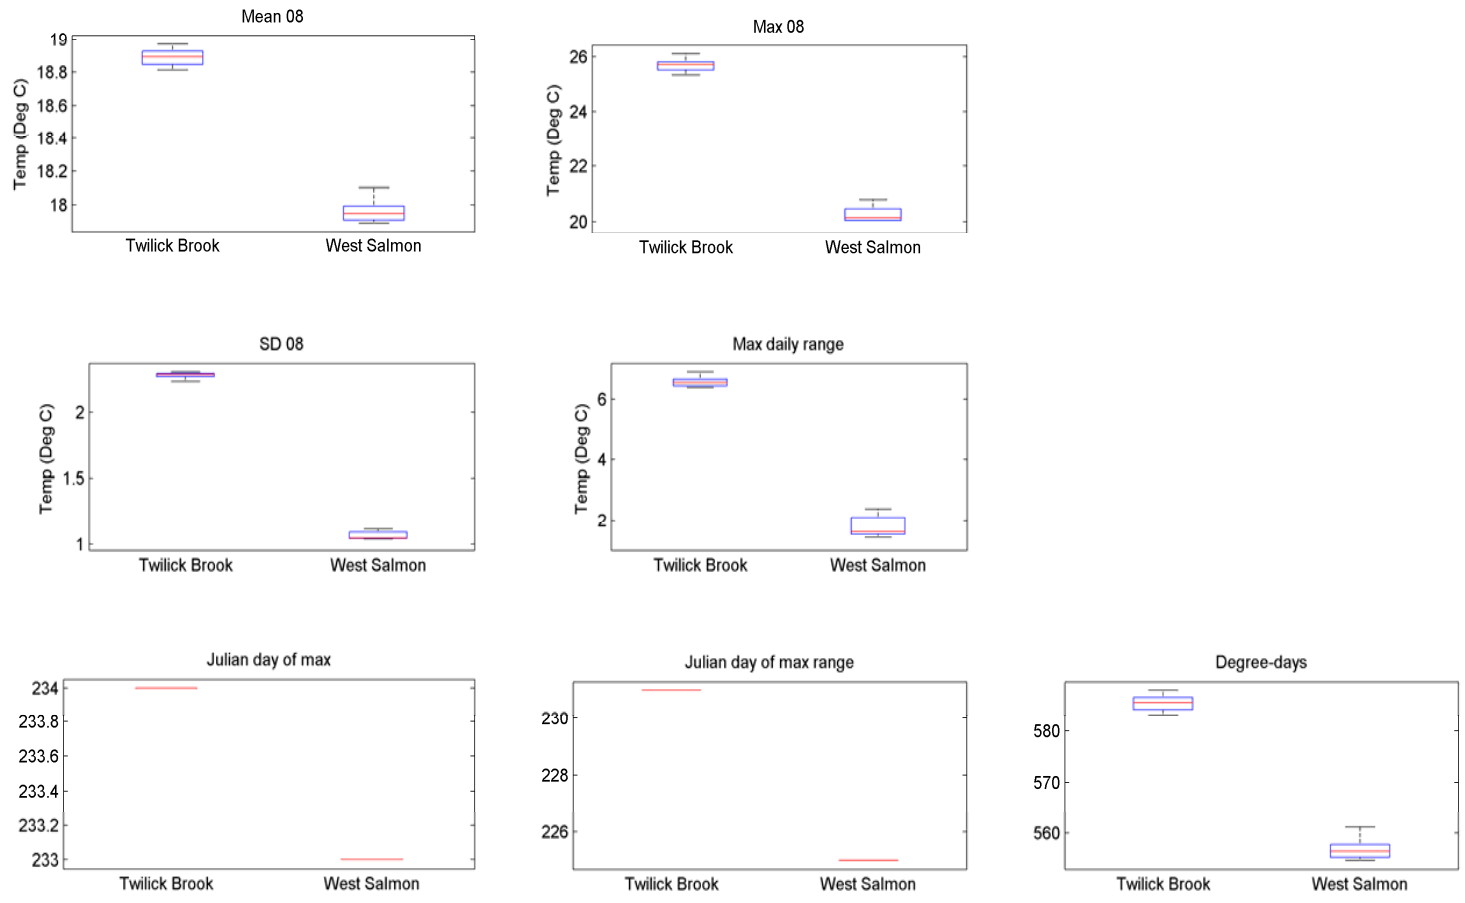 Mean 08
19
18.8
18.6
18.4
18.2
18
Temp (Deg C)
Twilick Brook West Salmon
Max 08
26
24
22
20
Temp (Deg C)
Twilick Brook West Salmon
SD 08
2
1.5
1
Temp (Deg C)
Twilick Brook West Salmon
Max daily range
6
4
2
Temp (Deg C)
Twilick Brook West Salmon
Julian day of max
234
233.8
233.6
233.4
233.2
233
Twilick Brook West Salmon
Julian day of max range
230
228
226
Twilick Brook West Salmon
Degree-days
580
570
560
Twilick Brook West Salmon